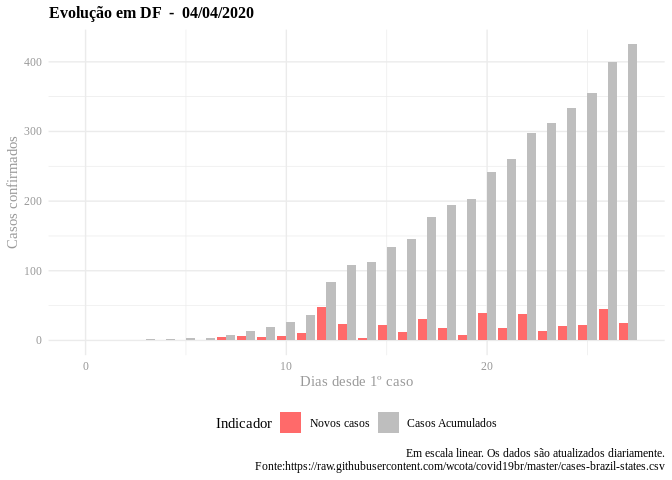 Evolução em DF  -  04/04/2020
Casos confirmados
400
300
200
100
0
0
10
20
Dias desde 1º caso
Indicador
Novos casos
Casos Acumulados
Em escala linear. Os dados são atualizados diariamente.
Fonte:https://raw.githubusercontent.com/wcota/covid19br/master/cases-brazil-states.csv